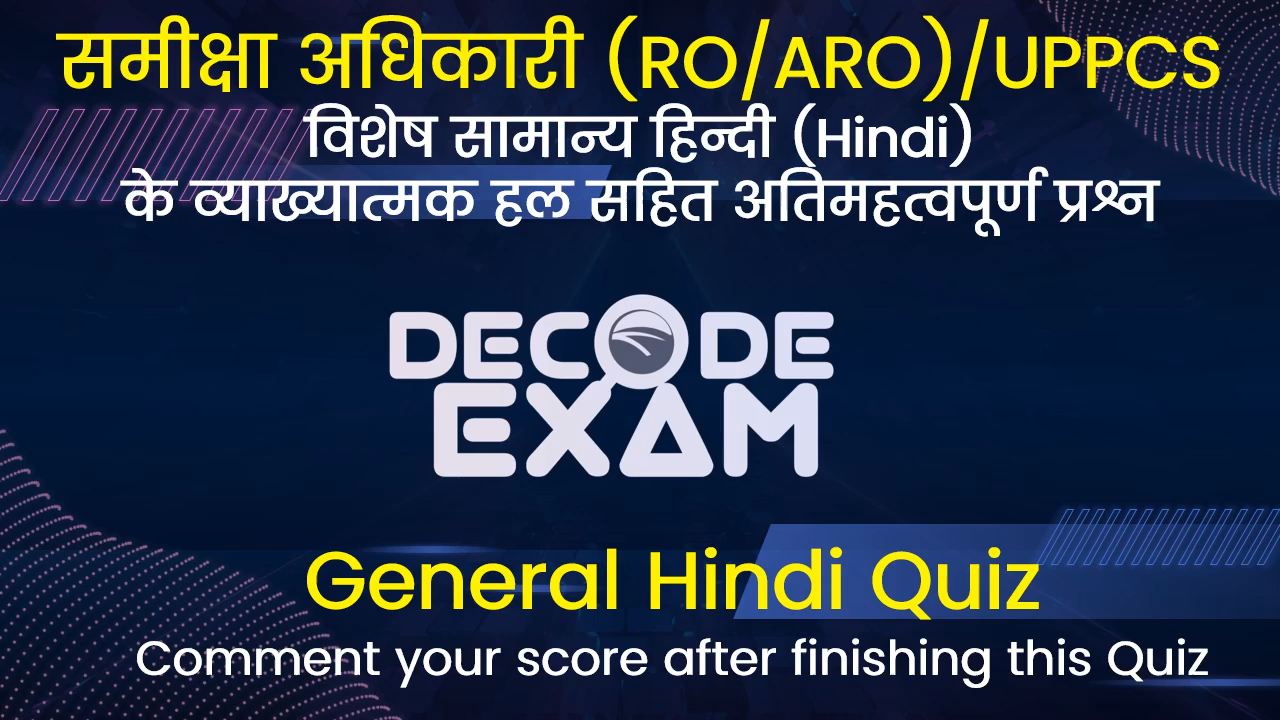 समीक्षा अधिकारी (RO/ARO)/UPPCS
विशेष सामान्य हिन्दी (Hindi)
के व्याख्यात्मक हल सहित अतिमहत्वपूर्ण प्रश्न
DECODE
EXAM
General Hindi Quiz
Comment your score after finishing this Quiz